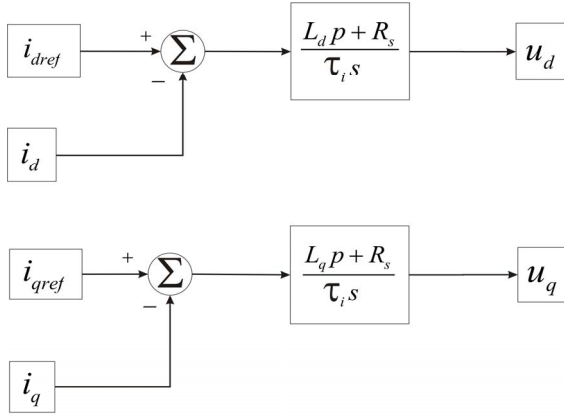 i_dref
+
−
Σ
L_d p + R_s
τ_i s
u_d
i_d
i_qref
+
−
Σ
L_q p + R_s
τ_i s
u_q
i_q